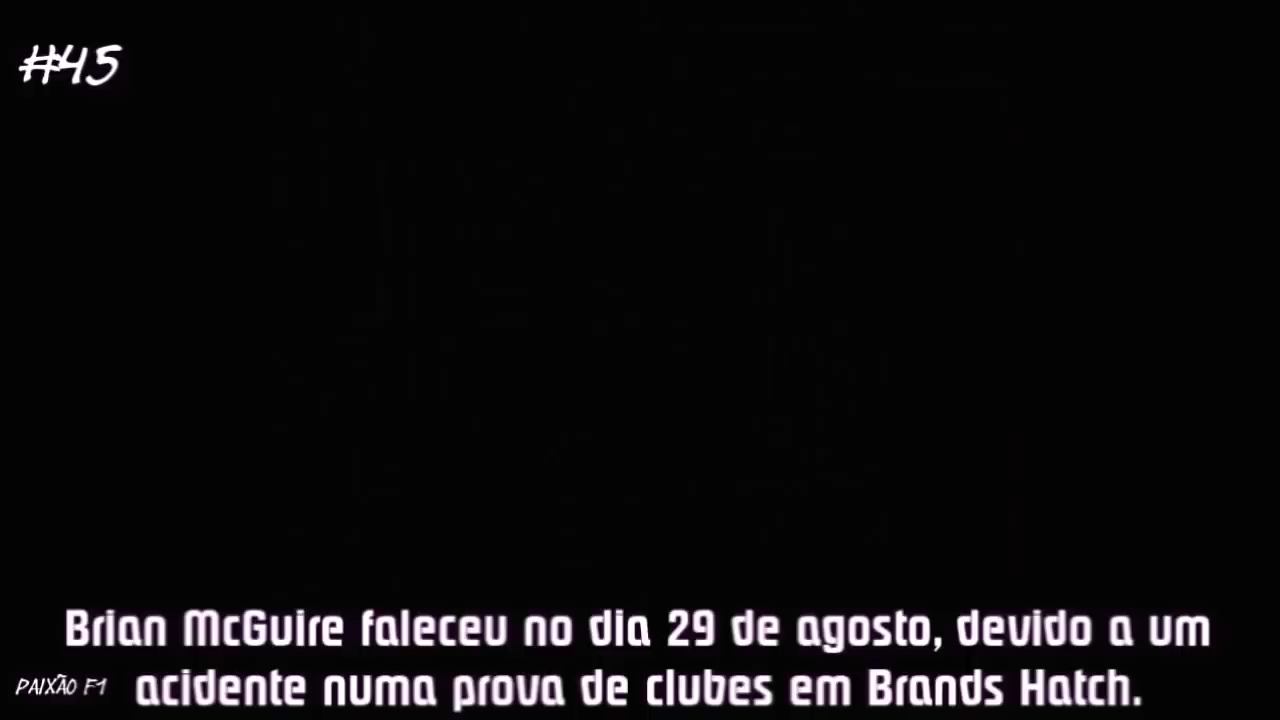 #45
Brian McGuire faleceu no dia 29 de agosto, devido a um
acidente numa prova de clubes em Brands Hatch.
PAIXÃO F1